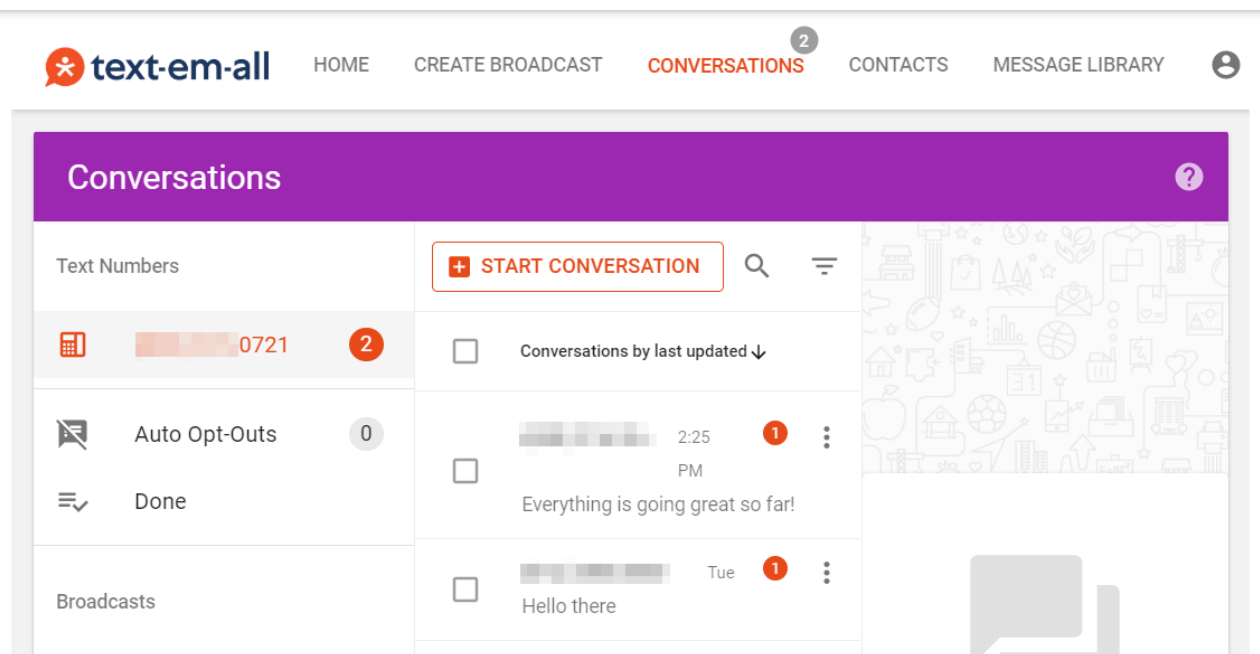 text-em-all HOME CREATE BROADCAST CONVERSATIONS 2 CONTACTS MESSAGE LIBRARY
Conversations ?
Text Numbers
0721 2
Auto Opt-Outs 0
Done
Broadcasts
START CONVERSATION
Conversations by last updated
2:25 1
PM
Everything is going great so far!
Tue 1
Hello there
31